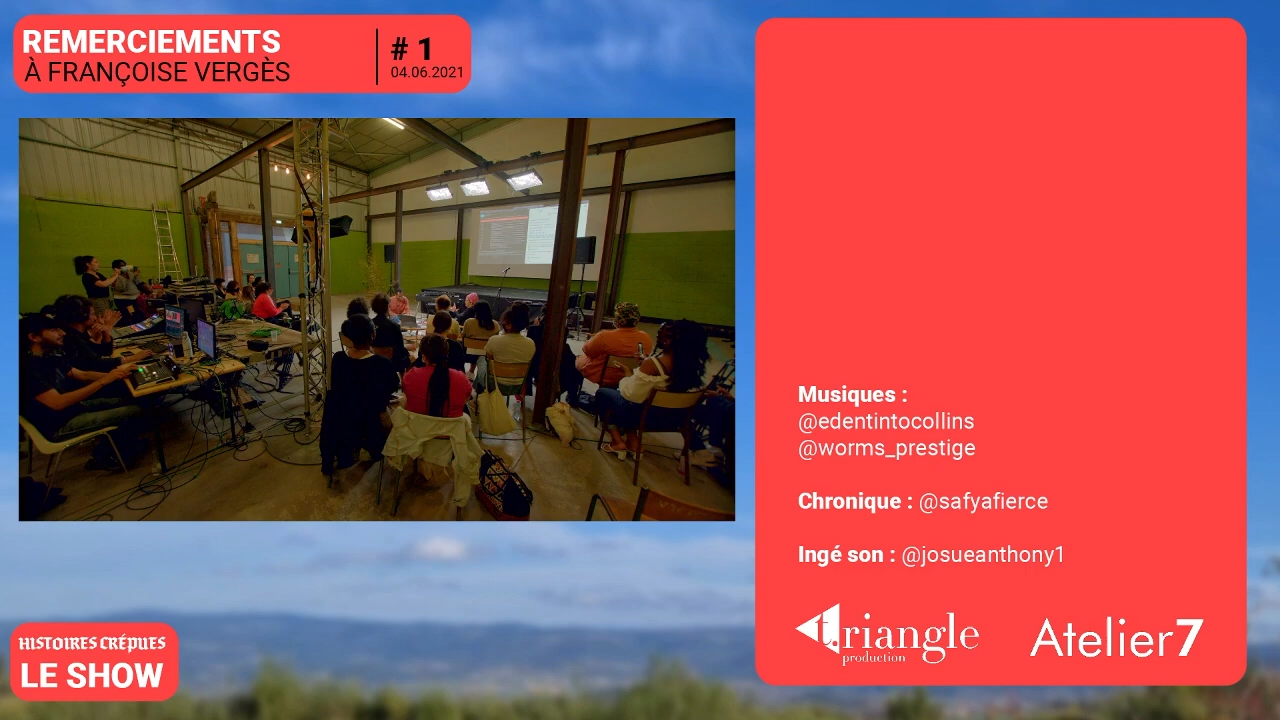 REMERCIEMENTS
À FRANÇOISE VERGÈS
# 1
04.06.2021
Musiques :
@edentintocollins
@worms_prestige
Chronique : @safyafierce
Ingé son : @josueanthony1
t.riangle
production
Atelier7
HISTOIRES CRÉPUES
LE SHOW